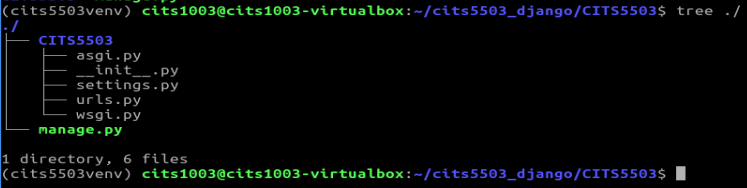 (cits5503venv) cits1003@cits1003-virtualbox:~/cits5503_django/CITS5503$ tree ./
./
├── CITS5503
│   ├── asgi.py
│   ├── __init__.py
│   ├── settings.py
│   ├── urls.py
│   └── wsgi.py
└── manage.py
1 directory, 6 files
(cits5503venv) cits1003@cits1003-virtualbox:~/cits5503_django/CITS5503$